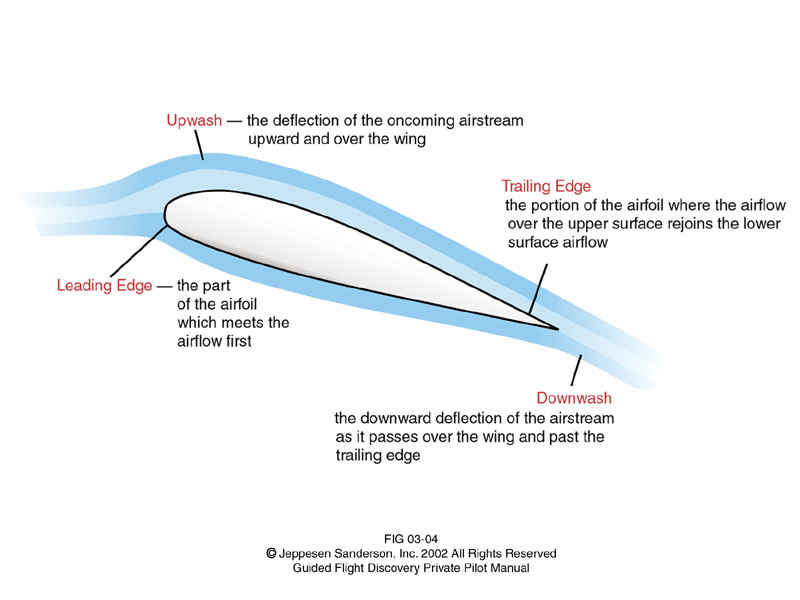 Upwash — the deflection of the oncoming airstream
upward and over the wing
Trailing Edge
the portion of the airfoil where the airflow
over the upper surface rejoins the lower
surface airflow
Leading Edge — the part
of the airfoil
which meets the
airflow first
Downwash
the downward deflection of the airstream
as it passes over the wing and past the
trailing edge
FIG 03-04
© Jeppesen Sanderson, Inc. 2002 All Rights Reserved
Guided Flight Discovery Private Pilot Manual